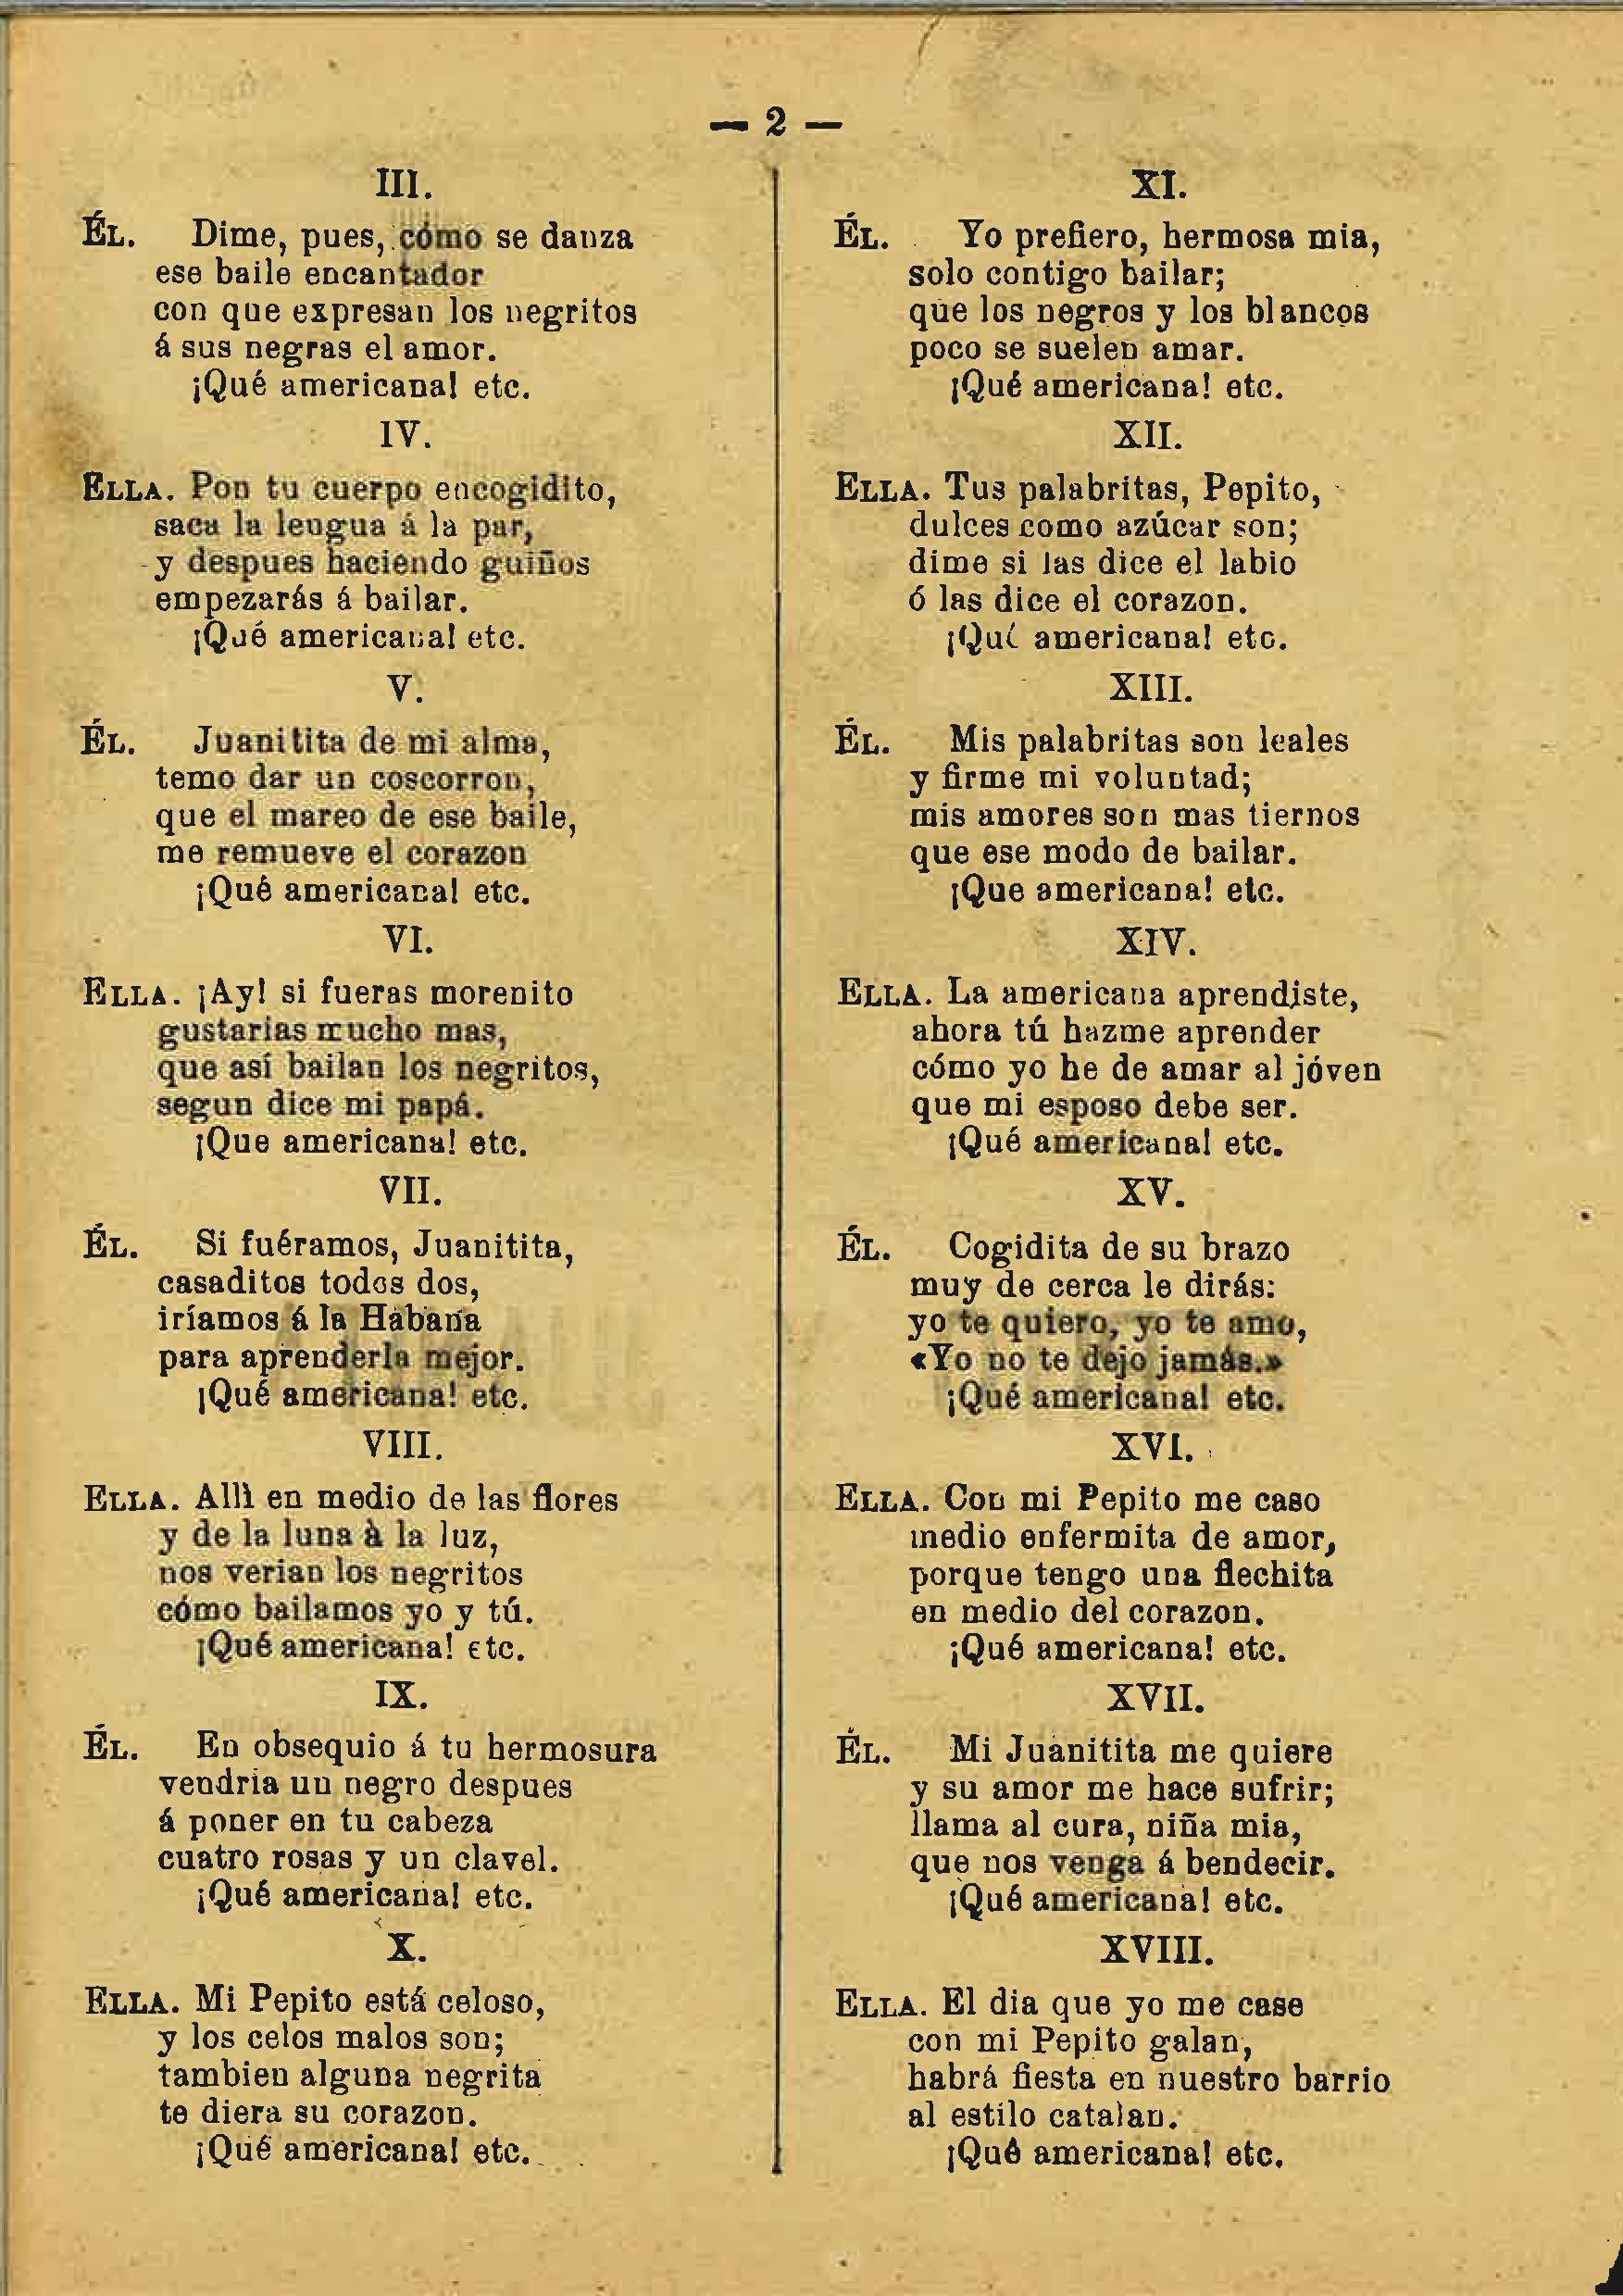 — 2 —
III.
ÉL. Dime, pues, cómo se danza
ese baile encantador
con que expresan los negritos
á sus negras el amor.
¡Qué americana! etc.
IV.
ELLA. Pon tu cuerpo encogidito,
saca la lengua á la par,
y despues haciendo guiños
empezarás á bailar.
¡Qué americana! etc.
V.
ÉL. Juanitita de mi alma,
temo dar un coscorron,
que el mareo de ese baile,
me remueve el corazon
¡Qué americana! etc.
VI.
ELLA. ¡Ay! si fueras morenito
gustarias mucho mas,
que así bailan los negritos,
segun dice mi papá.
¡Que americana! etc.
VII.
ÉL. Si fuéramos, Juanitita,
casaditos todos dos,
iríamos á la Habana
para aprenderla mejor.
¡Qué americana! etc.
VIII.
ELLA. Allì en medio de las flores
y de la luna à la luz,
nos verian los negritos
cómo bailamos yo y tú.
¡Qué americana! etc.
IX.
ÉL. En obsequio á tu hermosura
vendria un negro despues
á poner en tu cabeza
cuatro rosas y un clavel.
¡Qué americana! etc.
X.
ELLA. Mi Pepito está celoso,
y los celos malos son;
tambien alguna negrita
te diera su corazon.
¡Qué americana! etc.
XI.
ÉL. Yo prefiero, hermosa mia,
solo contigo bailar;
que los negros y los blancos
poco se suelen amar.
¡Qué americana! etc.
XII.
ELLA. Tus palabritas, Pepito,
dulces como azúcar son;
dime si las dice el labio
ó las dice el corazon.
¡Qué americana! etc.
XIII.
ÉL. Mis palabritas son leales
y firme mi voluntad;
mis amores son mas tiernos
que ese modo de bailar.
¡Que americana! etc.
XIV.
ELLA. La americana aprendiste,
ahora tú hazme aprender
cómo yo he de amar al jóven
que mi esposo debe ser.
¡Qué americana! etc.
XV.
ÉL. Cogidita de su brazo
muy de cerca le dirás:
yo te quiero, yo te amo,
«Yo no te dejo jamás.»
¡Qué americana! etc.
XVI.
ELLA. Con mi Pepito me caso
medio enfermita de amor,
porque tengo una flechita
en medio del corazon.
¡Qué americana! etc.
XVII.
ÉL. Mi Juanitita me quiere
y su amor me hace sufrir;
llama al cura, niña mia,
que nos venga á bendecir.
¡Qué americana! etc.
XVIII.
ELLA. El dia que yo me case
con mi Pepito galan,
habrá fiesta en nuestro barrio
al estilo catalan.
¡Qué americana! etc.